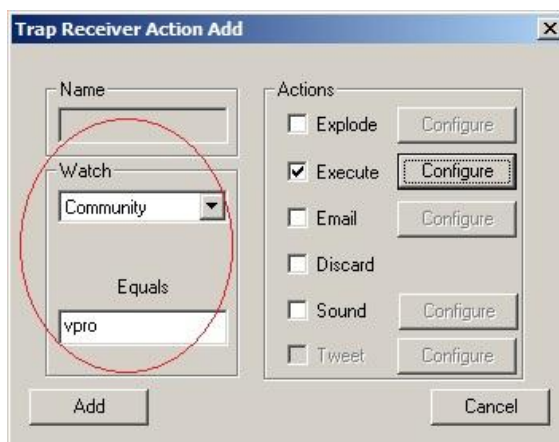 Trap Receiver Action Add
Name
Watch
Community
Equals
vpro
Add
Actions
Explode Configure
Execute Configure
Email Configure
Discard
Sound Configure
Tweet Configure
Cancel